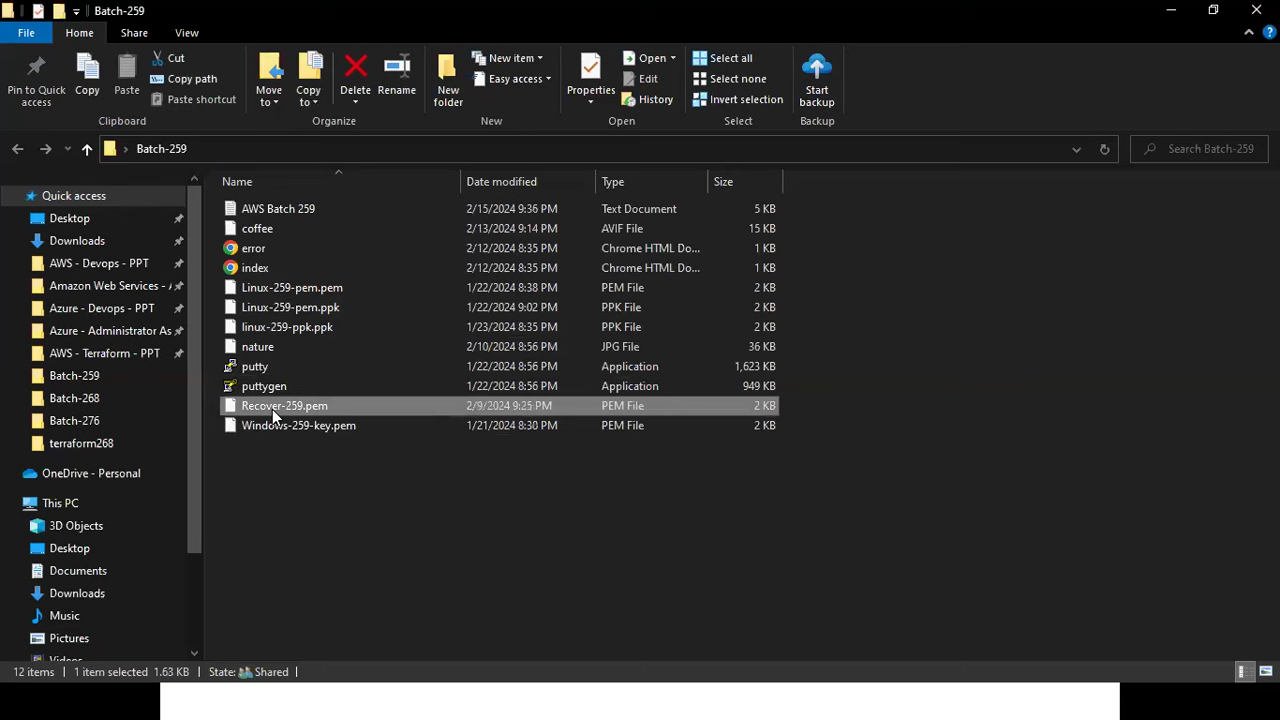 Batch-259
File Home Share View
Pin to Quick access
Copy
Paste
Cut
Copy path
Paste shortcut
Clipboard
Move to
Copy to
Delete
Rename
Organize
New folder
New item
Easy access
New
Properties
Open
Edit
History
Open
Select all
Select none
Invert selection
Select
Start backup
Backup
Batch-259
Search Batch-259
Name Date modified Type Size
AWS Batch 259 2/15/2024 9:36 PM Text Document 5 KB
coffee 2/13/2024 9:14 PM AVIF File 15 KB
error 2/12/2024 8:35 PM Chrome HTML Do... 1 KB
index 2/12/2024 8:35 PM Chrome HTML Do... 1 KB
Linux-259-pem.pem 1/22/2024 8:38 PM PEM File 2 KB
Linux-259-pem.ppk 1/22/2024 9:02 PM PPK File 2 KB
linux-259-ppk.ppk 1/23/2024 8:35 PM PPK File 2 KB
nature 2/10/2024 8:35 PM JPG File 36 KB
putty 1/22/2024 8:56 PM Application 1,623 KB
puttygen 1/22/2024 8:56 PM Application 949 KB
Recover-259.pem 2/9/2024 9:25 PM PEM File 2 KB
Windows-259-key.pem 1/21/2024 8:30 PM PEM File 2 KB
Quick access
Desktop
Downloads
AWS - Devops - PPT
Amazon Web Services - A
Azure - Devops - PPT
Azure - Administrator As
AWS - Terraform - PPT
Batch-259
Batch-268
Batch-276
terraform268
OneDrive - Personal
This PC
3D Objects
Desktop
Documents
Downloads
Music
Pictures
Videos
12 items 1 item selected 1.63 KB State: Shared